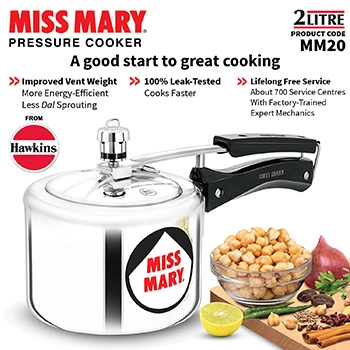 MISS MARY®
PRESSURE COOKER
2 LITRE
PRODUCT CODE
MM20
A good start to great cooking
Improved Vent Weight
More Energy-Efficient
Less Dal Sprouting
100% Leak-Tested
Cooks Faster
Lifelong Free Service
About 700 Service Centres
With Factory-Trained
Expert Mechanics
FROM
Hawkins
MISS MARY
MISS
MARY